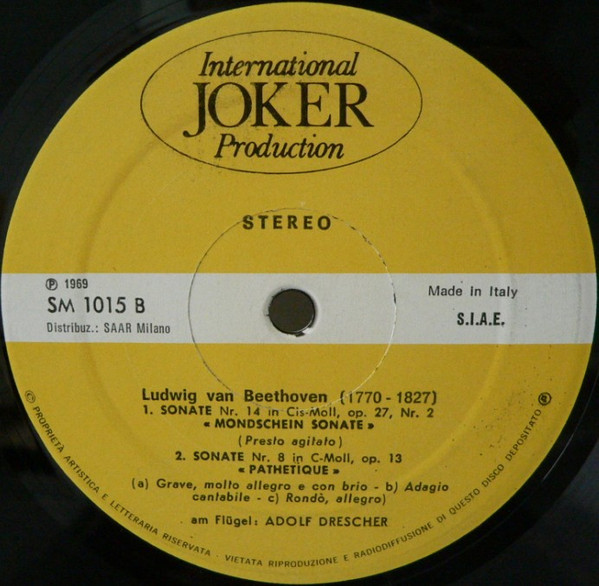 International
JOKER
Production
STEREO
Ⓟ 1969
SM 1015 B
Distribuz.: SAAR Milano
Made in Italy
S.I.A.E.
Ludwig van Beethoven (1770 - 1827)
1. SONATE Nr. 14 in Cis-Moll, op. 27, Nr. 2
« MONDSCHEIN SONATE »
(Presto agitato)
2. SONATE Nr. 8 in C-Moll, op. 13
« PATHETIQUE »
(a) Grave, molto allegro e con brio - b) Adagio
cantabile - c) Rondò, allegro)
am Flügel: ADOLF DRESCHER
© PROPRIETÀ ARTISTICA E LETTERARIA RISERVATA . VIETATA RIPRODUZIONE E RADIODIFFUSIONE DI QUESTO DISCO DEPOSITATO